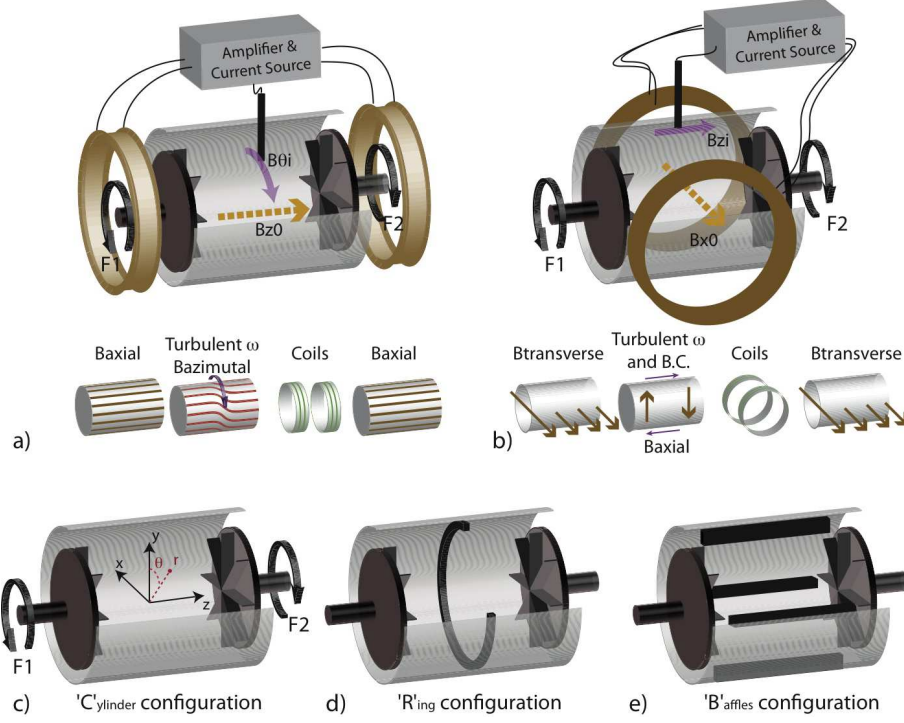 Amplifier &
Current Source
Bθi
Bz0
F1
F2
Baxial
Turbulent ω
Bazimutal
Coils
Baxial
a)
Amplifier &
Current Source
Bzi
Bx0
F1
F2
Btransverse
Turbulent ω
and B.C.
Baxial
Coils
Btransverse
b)
y
x
θ
r
z
F1
F2
c) 'C'ylinder configuration
d) 'R'ing configuration
e) 'B'affles configuration